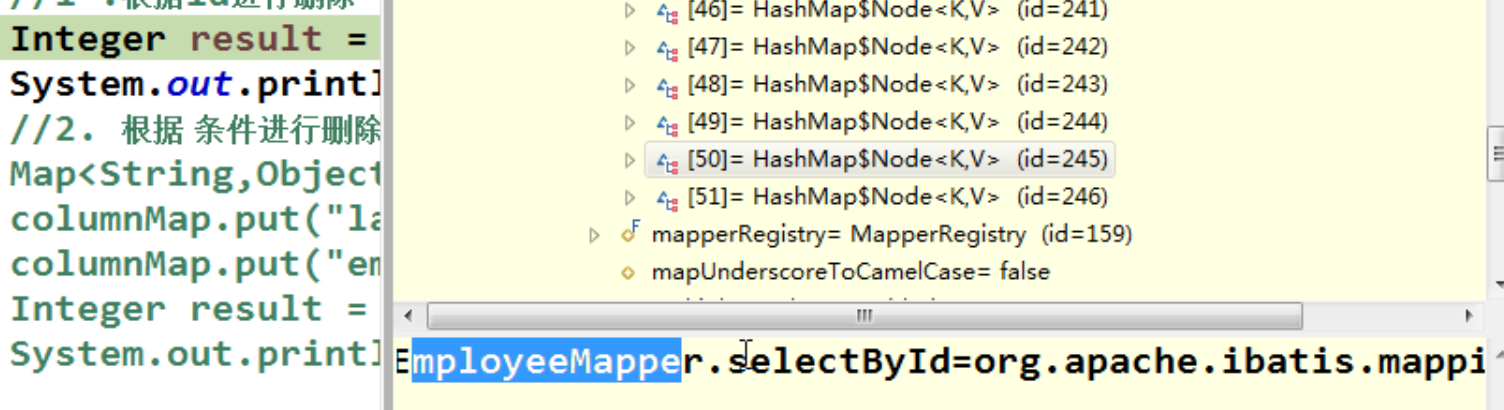 //1 .根据id进行删除
Integer result =
System.out.printl
//2. 根据 条件进行删除
Map<String,Object
columnMap.put("la
columnMap.put("em
Integer result =
System.out.printl
[46]= HashMap$Node<K,V> (id=241)
[47]= HashMap$Node<K,V> (id=242)
[48]= HashMap$Node<K,V> (id=243)
[49]= HashMap$Node<K,V> (id=244)
[50]= HashMap$Node<K,V> (id=245)
[51]= HashMap$Node<K,V> (id=246)
mapperRegistry= MapperRegistry (id=159)
mapUnderscoreToCamelCase= false
EmployeeMapper.selectById=org.apache.ibatis.mappi